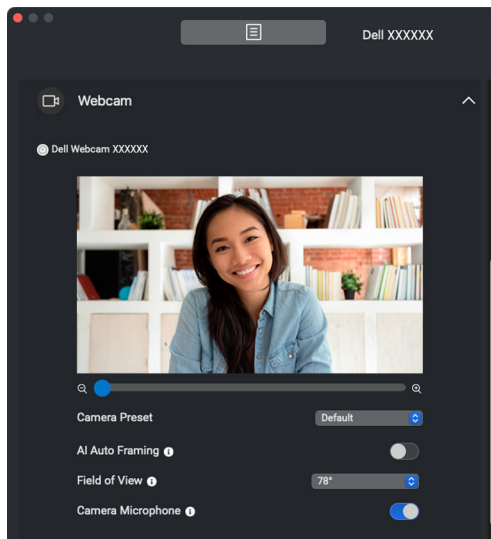 Dell XXXXXX
Webcam
Dell Webcam XXXXXX
Camera Preset Default
AI Auto Framing
Field of View 78°
Camera Microphone